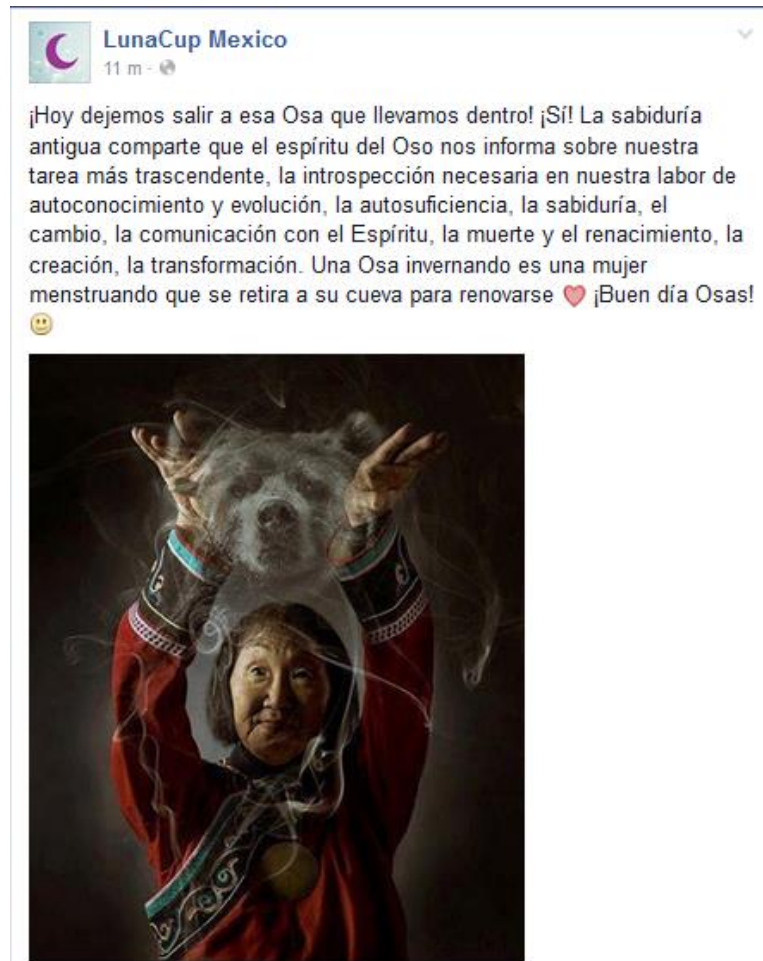 LunaCup Mexico
11 m ·
¡Hoy dejemos salir a esa Osa que llevamos dentro! ¡Sí! La sabiduría
antigua comparte que el espíritu del Oso nos informa sobre nuestra
tarea más trascendente, la introspección necesaria en nuestra labor de
autoconocimiento y evolución, la autosuficiencia, la sabiduría, el
cambio, la comunicación con el Espíritu, la muerte y el renacimiento, la
creación, la transformación. Una Osa invernando es una mujer
menstruando que se retira a su cueva para renovarse ¡Buen día Osas!